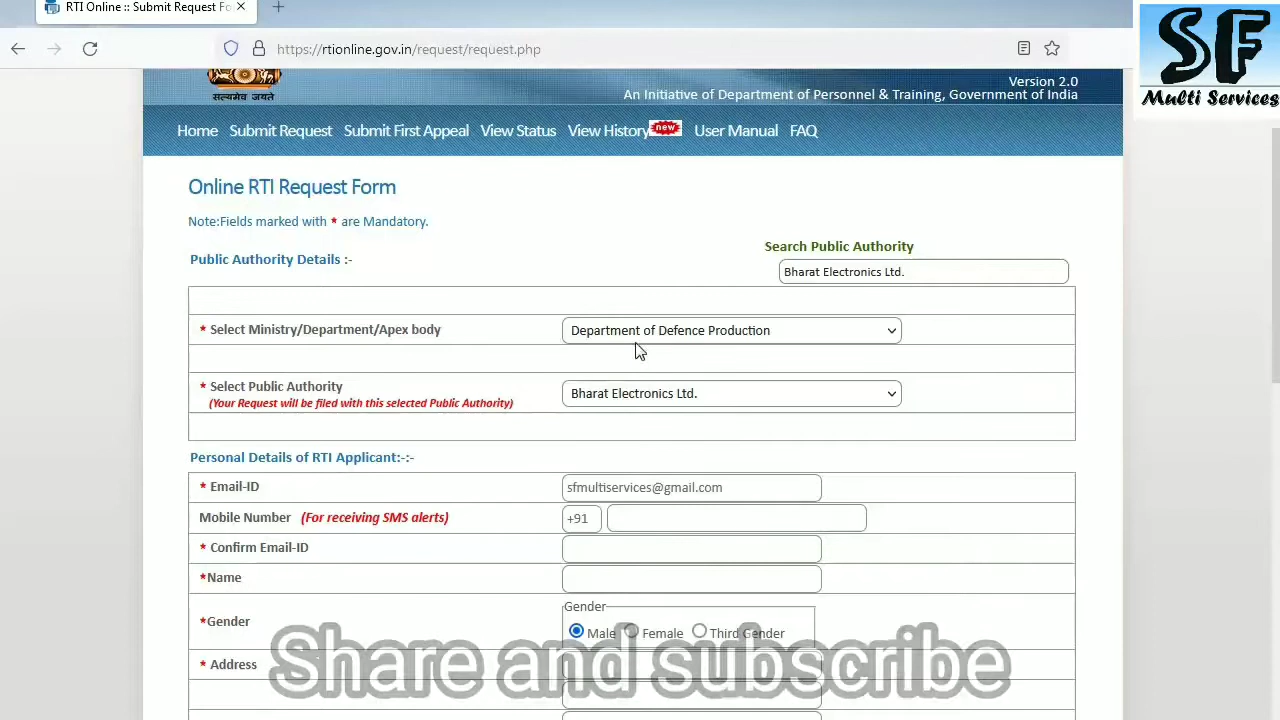 RTI Online :: Submit Request Fo
https://rtionline.gov.in/request/request.php
SF
Multi Services
सत्यमेव जयते
Version 2.0
An Initiative of Department of Personnel & Training, Government of India
Home Submit Request Submit First Appeal View Status View History new User Manual FAQ
Online RTI Request Form
Note:Fields marked with * are Mandatory.
Search Public Authority
Public Authority Details :-
Bharat Electronics Ltd.
* Select Ministry/Department/Apex body Department of Defence Production
* Select Public Authority Bharat Electronics Ltd.
(Your Request will be filed with this selected Public Authority)
Personal Details of RTI Applicant:-:-
* Email-ID sfmultiservices@gmail.com
Mobile Number (For receiving SMS alerts) +91
* Confirm Email-ID
*Name
Gender
*Gender
Male Female Third Gender
* Address
Share and subscribe